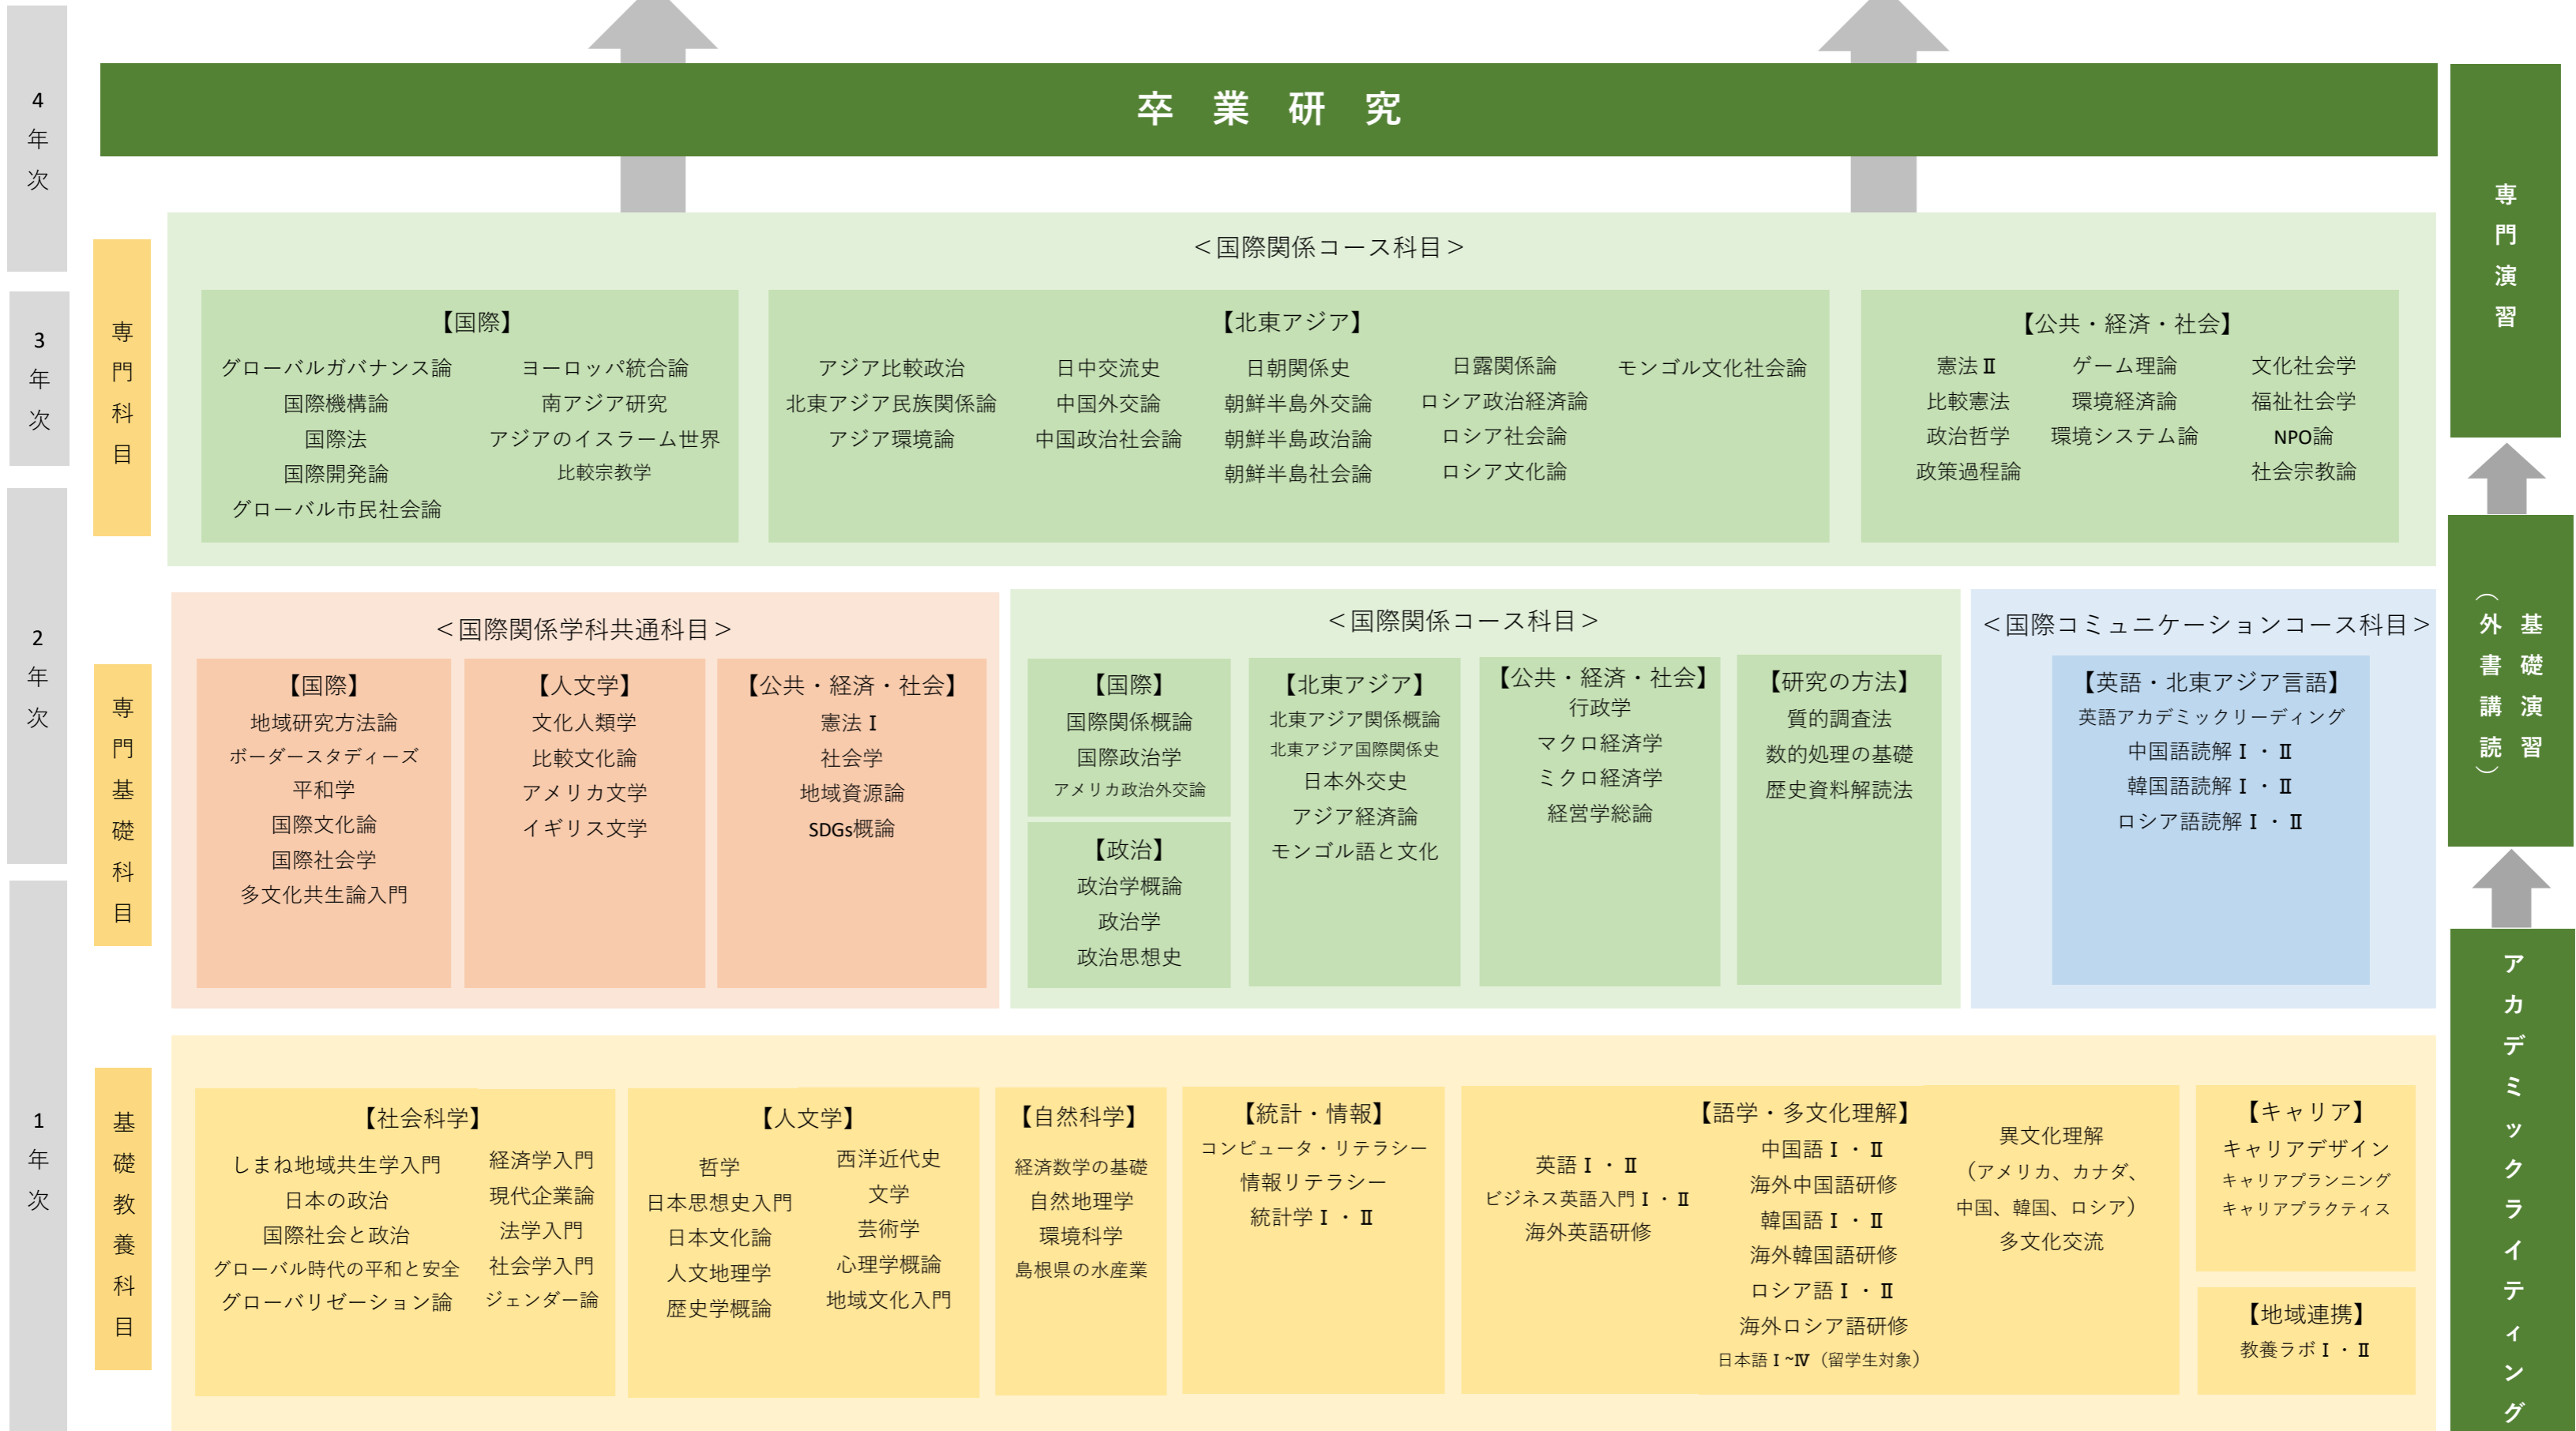 4年次
卒業研究
3年次
専門科目
＜国際関係コース科目＞
【国際】
グローバルガバナンス論
国際機構論
国際法
国際開発論
グローバル市民社会論
ヨーロッパ統合論
南アジア研究
アジアのイスラーム世界
比較宗教学
【北東アジア】
アジア比較政治
北東アジア民族関係論
アジア環境論
日中交流史
中国外交論
中国政治社会論
日朝関係史
朝鮮半島外交論
朝鮮半島政治論
朝鮮半島社会論
日露関係論
ロシア政治経済論
ロシア社会論
ロシア文化論
モンゴル文化社会論
【公共・経済・社会】
憲法Ⅱ
比較憲法
政治哲学
政策過程論
ゲーム理論
環境経済論
環境システム論
文化社会学
福祉社会学
NPO論
社会宗教論
専門演習
2年次
専門基礎科目
＜国際関係学科共通科目＞
【国際】
地域研究方法論
ボーダースタディーズ
平和学
国際文化論
国際社会学
多文化共生論入門
【人文学】
文化人類学
比較文化論
アメリカ文学
イギリス文学
【公共・経済・社会】
憲法Ⅰ
社会学
地域資源論
SDGs概論
＜国際関係コース科目＞
【国際】
国際関係概論
国際政治学
アメリカ政治外交論
【政治】
政治学概論
政治学
政治思想史
【北東アジア】
北東アジア関係概論
北東アジア国際関係史
日本外交史
アジア経済論
モンゴル語と文化
【公共・経済・社会】
行政学
マクロ経済学
ミクロ経済学
経営学総論
【研究の方法】
質的調査法
数的処理の基礎
歴史資料解読法
＜国際コミュニケーションコース科目＞
【英語・北東アジア言語】
英語アカデミックリーディング
中国語読解Ⅰ・Ⅱ
韓国語読解Ⅰ・Ⅱ
ロシア語読解Ⅰ・Ⅱ
基礎演習
（外書講読）
1年次
基礎教養科目
【社会科学】
しまね地域共生学入門
日本の政治
国際社会と政治
グローバル時代の平和と安全
グローバリゼーション論
経済学入門
現代企業論
法学入門
社会学入門
ジェンダー論
【人文学】
哲学
日本思想史入門
日本文化論
人文地理学
歴史学概論
西洋近代史
文学
芸術学
心理学概論
地域文化入門
【自然科学】
経済数学の基礎
自然地理学
環境科学
島根県の水産業
【統計・情報】
コンピュータ・リテラシー
情報リテラシー
統計学Ⅰ・Ⅱ
【語学・多文化理解】
英語Ⅰ・Ⅱ
ビジネス英語入門Ⅰ・Ⅱ
海外英語研修
中国語Ⅰ・Ⅱ
海外中国語研修
韓国語Ⅰ・Ⅱ
海外韓国語研修
ロシア語Ⅰ・Ⅱ
海外ロシア語研修
日本語Ⅰ~Ⅳ（留学生対象）
異文化理解
（アメリカ、カナダ、
中国、韓国、ロシア）
多文化交流
【キャリア】
キャリアデザイン
キャリアプランニング
キャリアプラクティス
【地域連携】
教養ラボⅠ・Ⅱ
アカデミックライティング